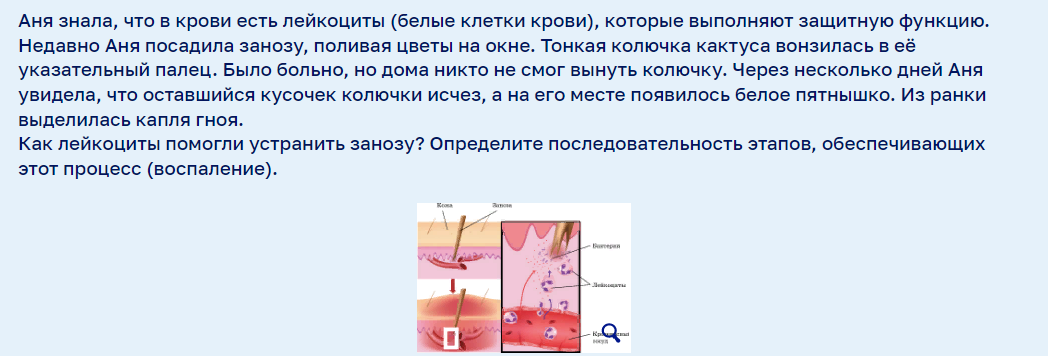 Аня знала, что в крови есть лейкоциты (белые клетки крови), которые выполняют защитную функцию.
Недавно Аня посадила занозу, поливая цветы на окне. Тонкая колючка кактуса вонзилась в её
указательный палец. Было больно, но дома никто не смог вынуть колючку. Через несколько дней Аня
увидела, что оставшийся кусочек колючки исчез, а на его месте появилось белое пятнышко. Из ранки
выделилась капля гноя.
Как лейкоциты помогли устранить занозу? Определите последовательность этапов, обеспечивающих
этот процесс (воспаление).
Кожа Заноза
Бактерии
Лейкоциты
сосуд